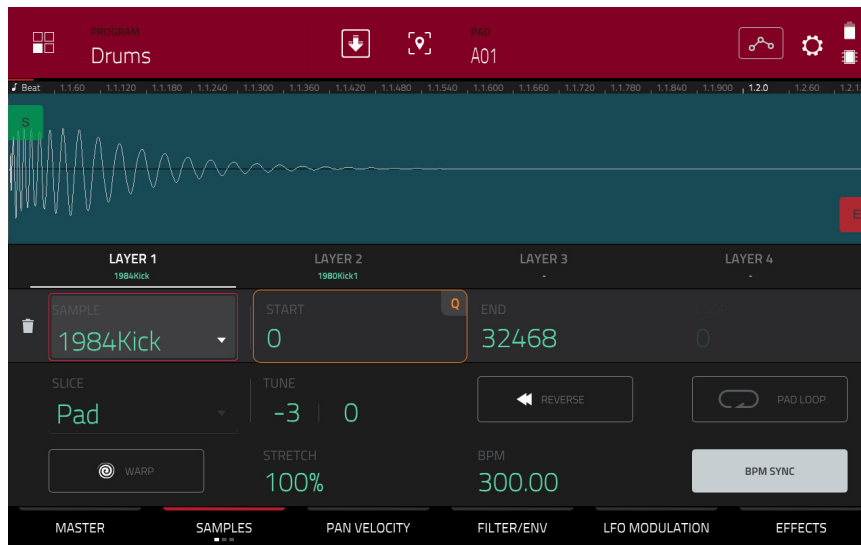 PROGRAM
Drums
PAD
A01
Beat 1.1.60 1.1.120 1.1.180 1.1.240 1.1.300 1.1.360 1.1.420 1.1.480 1.1.540 1.1.600 1.1.660 1.1.720 1.1.780 1.1.840 1.1.900 1.2.0 1.2.60 1.2.1
S
E
LAYER 1 LAYER 2 LAYER 3 LAYER 4
1984Kick 1980Kick1 - -
SAMPLE START Q END
1984Kick 0 32468 0
SLICE TUNE
Pad -3 0 REVERSE PAD LOOP
STRETCH BPM
WARP 100% 300.00 BPM SYNC
MASTER SAMPLES PAN VELOCITY FILTER/ENV LFO MODULATION EFFECTS